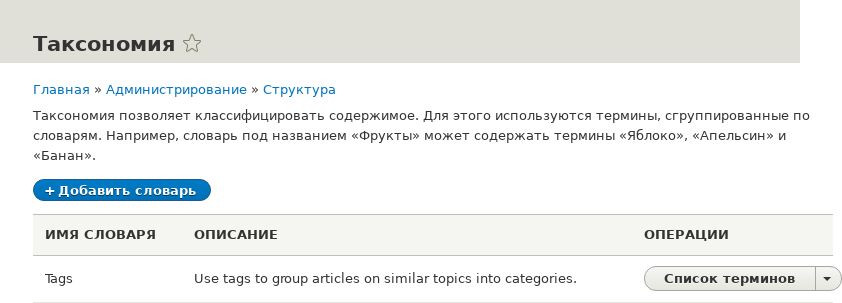 Таксономия
Главная » Администрирование » Структура
Таксономия позволяет классифицировать содержимое. Для этого используются термины, сгруппированные по
словарям. Например, словарь под названием «Фрукты» может содержать термины «Яблоко», «Апельсин» и
«Банан».
+ Добавить словарь
ИМЯ СЛОВАРЯ ОПИСАНИЕ ОПЕРАЦИИ
Tags Use tags to group articles on similar topics into categories. Список терминов